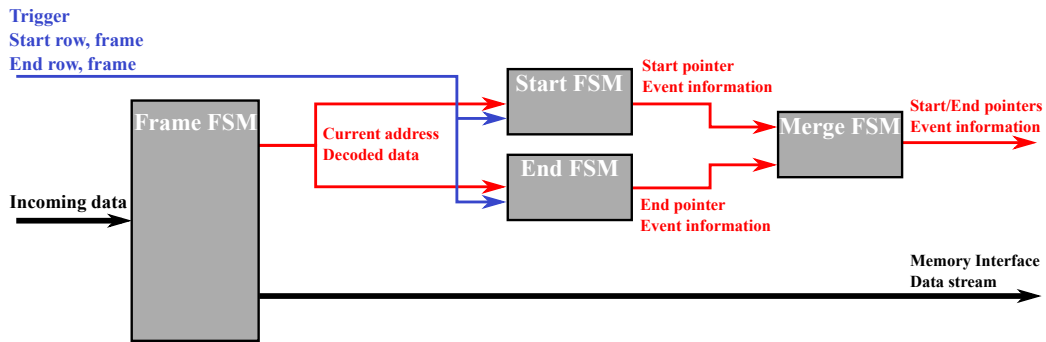 Trigger
Start row, frame
End row, frame
Frame FSM
Incoming data
Current address
Decoded data
Start FSM
End FSM
Start pointer
Event information
End pointer
Event information
Merge FSM
Start/End pointers
Event information
Memory Interface
Data stream